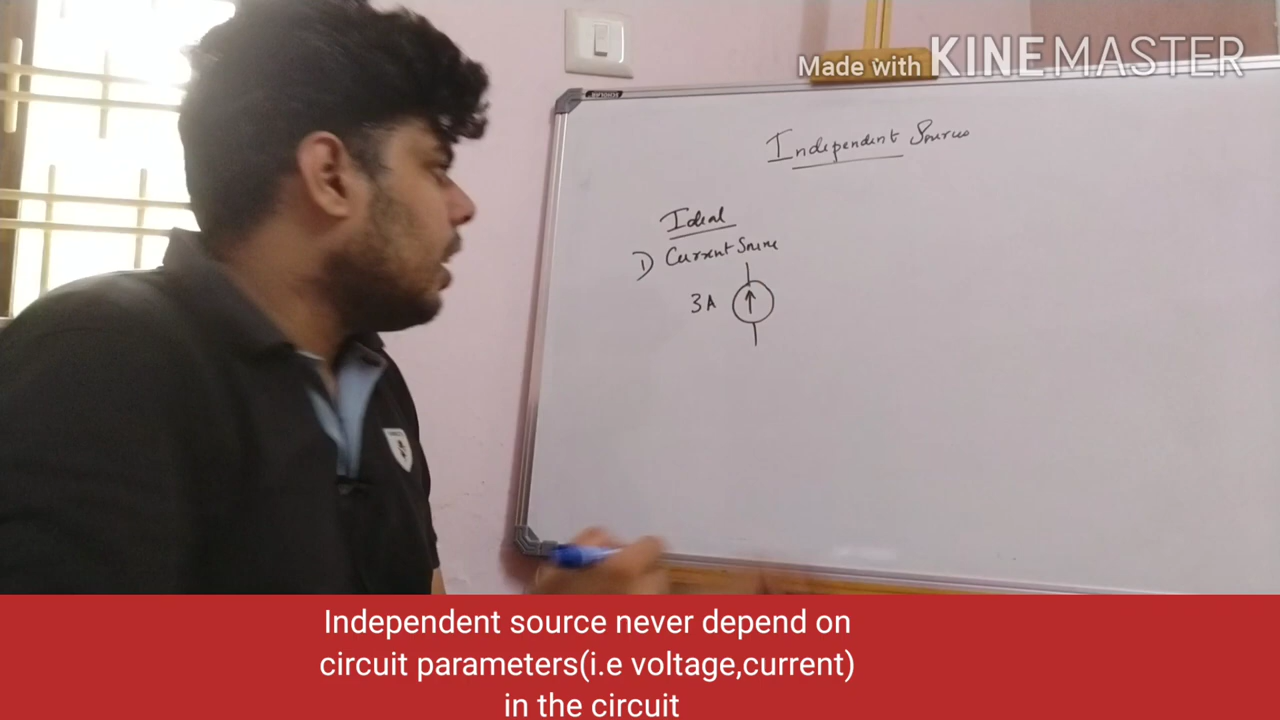 Made with KINEMASTER
Independent Sources
Ideal
1) Current Source
3A
Independent source never depend on
circuit parameters(i.e voltage,current)
in the circuit